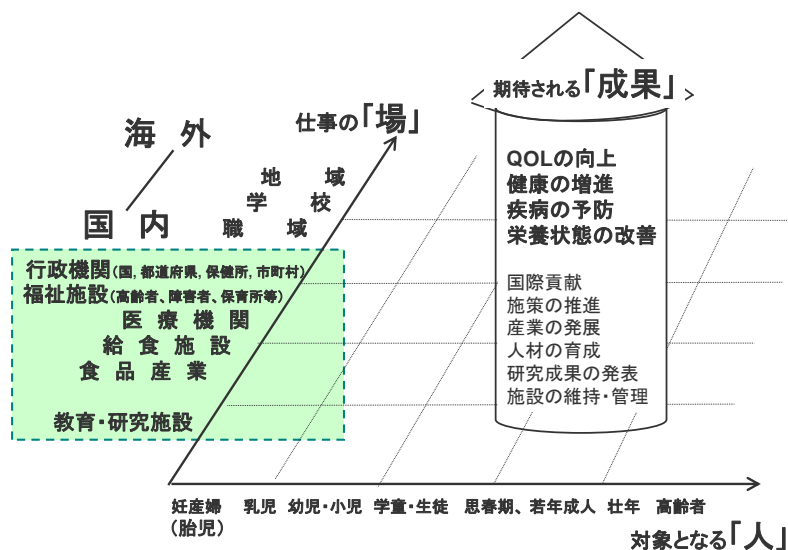 期待される「成果」
仕事の「場」
海 外
国 内
地 域
学 校
職 域
行政機関(国, 都道府県, 保健所, 市町村)
福祉施設(高齢者、障害者、保育所等)
医 療 機 関
給 食 施 設
食 品 産 業
教育・研究施設
QOLの向上
健康の増進
疾病の予防
栄養状態の改善
国際貢献
施策の推進
産業の発展
人材の育成
研究成果の発表
施設の維持・管理
妊産婦 乳児 幼児・小児 学童・生徒 思春期、若年成人 壮年 高齢者
(胎児)
対象となる「人」